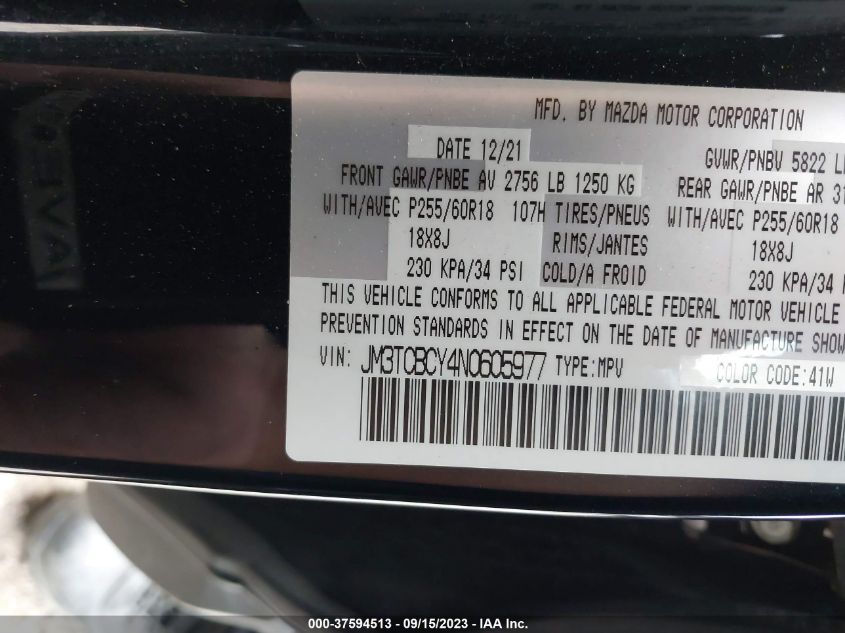 MFD. BY MAZDA MOTOR CORPORATION
DATE 12/21 GVWR/PNBV 5822 L
FRONT GAWR/PNBE AV 2756 LB 1250 KG REAR GAWR/PNBE AR 31
WITH/AVEC P255/60R18 107H TIRES/PNEUS WITH/AVEC P255/60R18
18X8J RIMS/JANTES 18X8J
230 KPA/34 PSI COLD/A FROID 230 KPA/34
THIS VEHICLE CONFORMS TO ALL APPLICABLE FEDERAL MOTOR VEHICLE
PREVENTION STANDARDS IN EFFECT ON THE DATE OF MANUFACTURE SHOW
VIN: JM3TCBCY4N0605977 TYPE:MPV COLOR CODE:41W
000-37594513 - 09/15/2023 - IAA Inc.